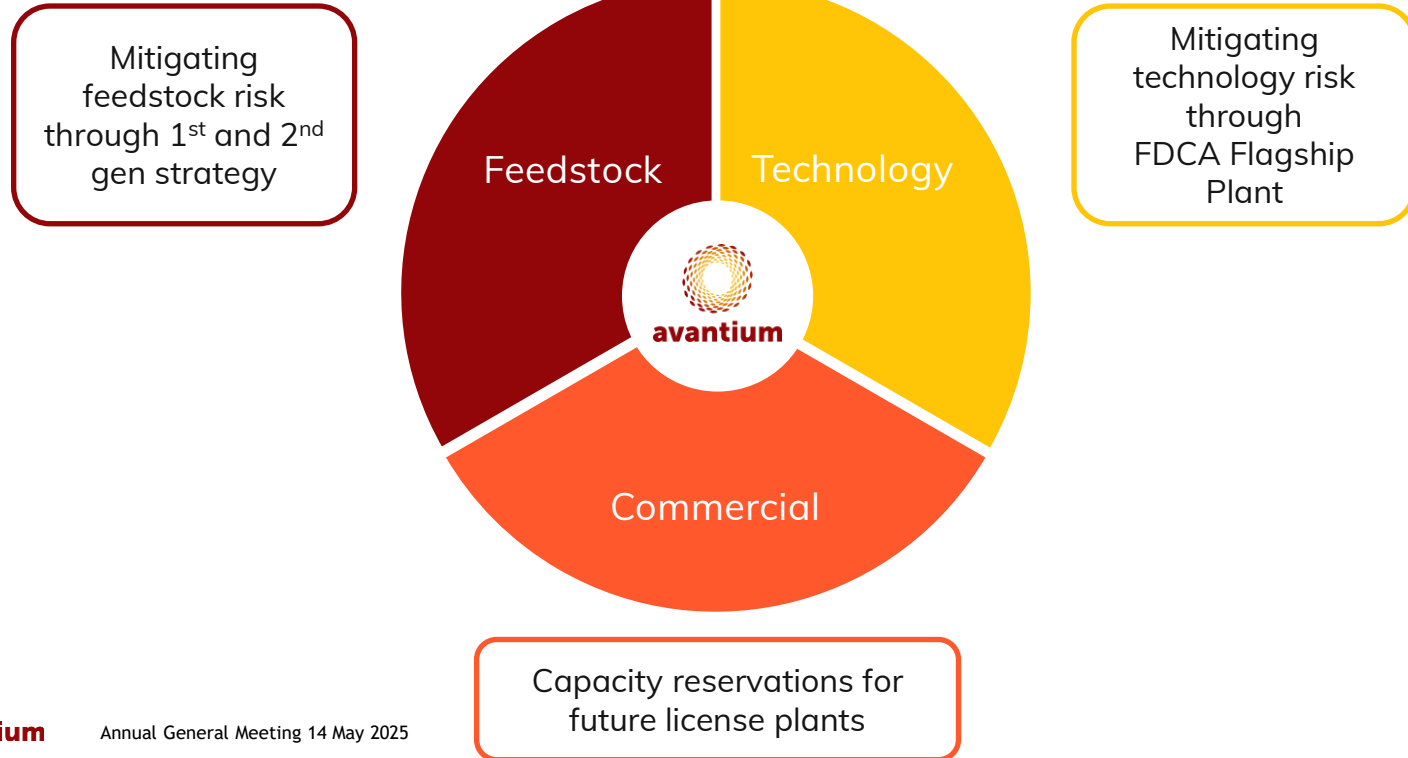 Mitigating
feedstock risk
through 1st and 2nd
gen strategy
Feedstock
Technology
Mitigating
technology risk
through
FDCA Flagship
Plant
avantium
Commercial
Capacity reservations for
future license plants
ium
Annual General Meeting 14 May 2025